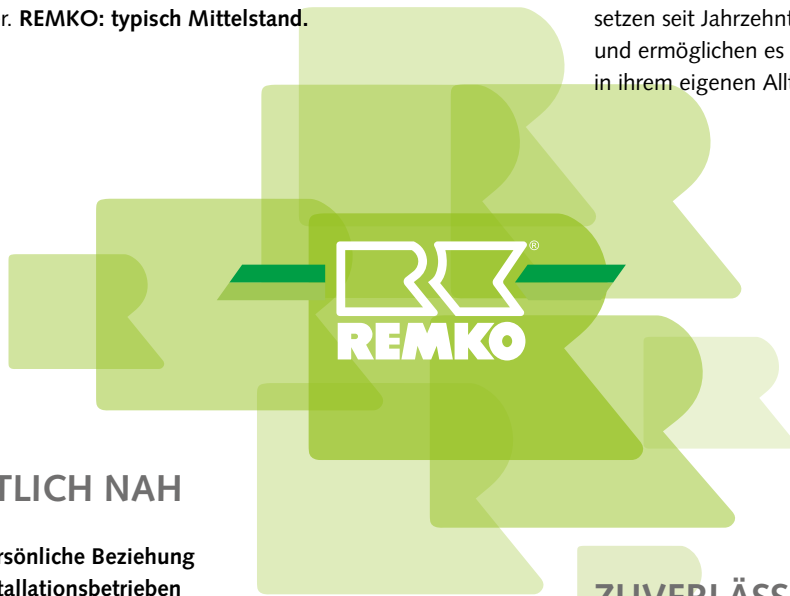 r. REMKO: typisch Mittelstand.
setzen seit Jahrzehnt
und ermöglichen es
in ihrem eigenen Allt
®
REMKO
TLICH NAH
rsönliche Beziehung
tallationsbetrieben
ZUVERLÄSS